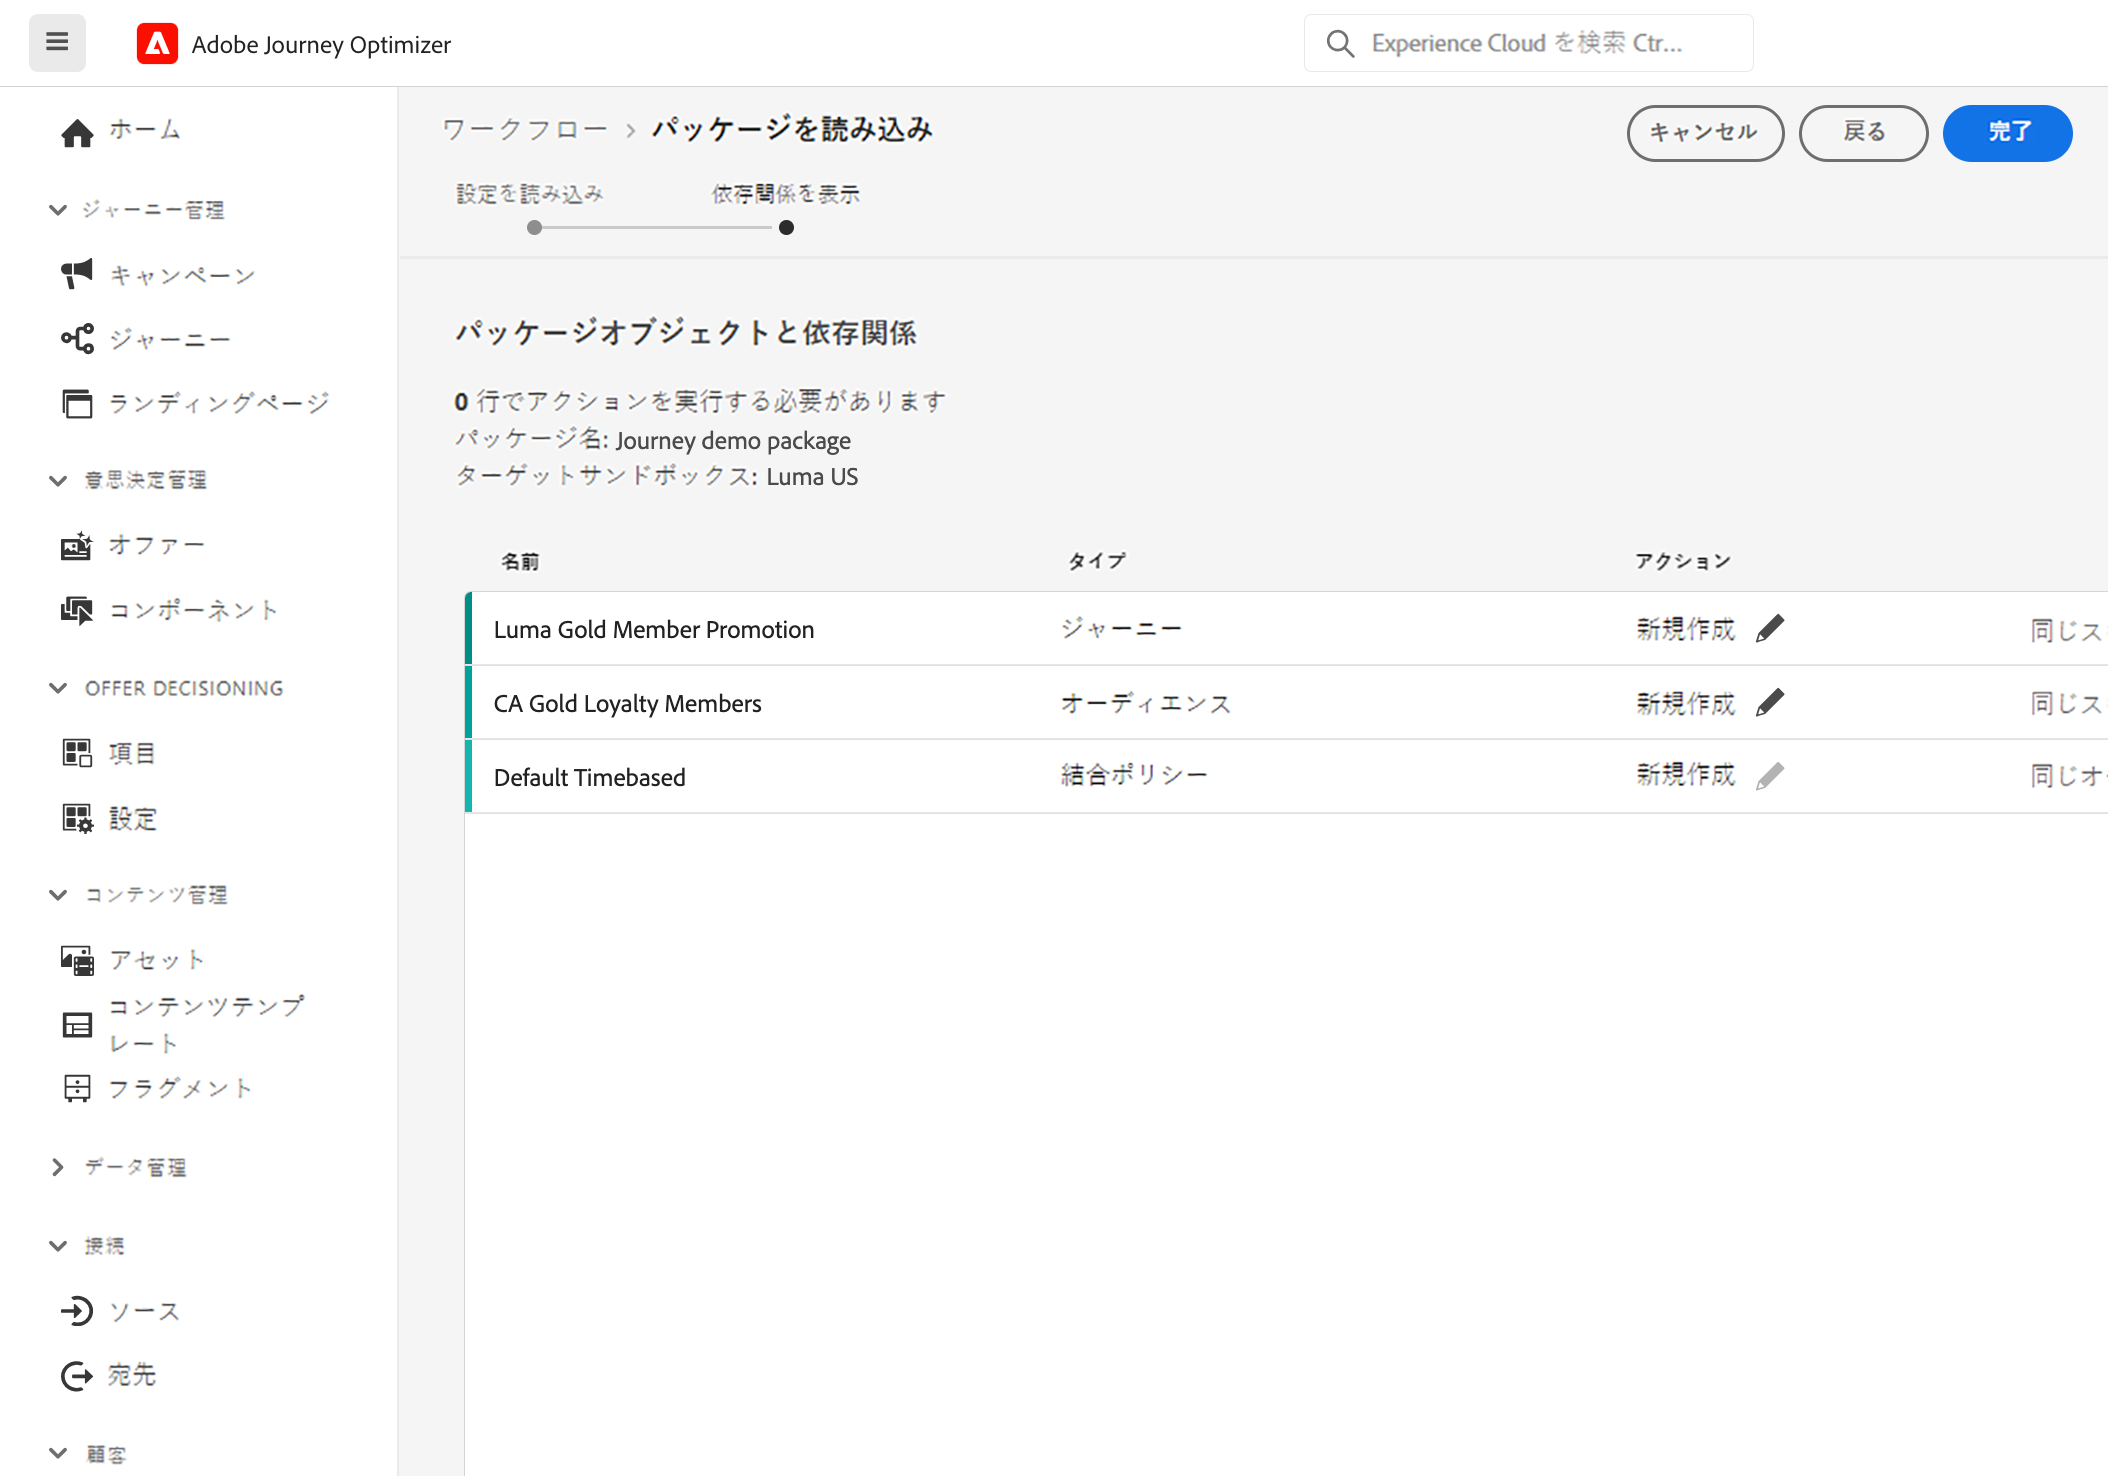 Adobe Journey Optimizer
Experience Cloud を検索 Ctr...
ホーム
ジャーニー管理
キャンペーン
ジャーニー
ランディングページ
意思決定管理
オファー
コンポーネント
OFFER DECISIONING
項目
設定
コンテンツ管理
アセット
コンテンツテンプ
レート
フラグメント
データ管理
接続
ソース
宛先
顧客
ワークフロー > パッケージを読み込み
キャンセル 戻る 完了
設定を読み込み 依存関係を表示
パッケージオブジェクトと依存関係
0 行でアクションを実行する必要があります
パッケージ名: Journey demo package
ターゲットサンドボックス: Luma US
名前 タイプ アクション
Luma Gold Member Promotion ジャーニー 新規作成 同じス
CA Gold Loyalty Members オーディエンス 新規作成 同じス
Default Timebased 結合ポリシー 新規作成 同じオ